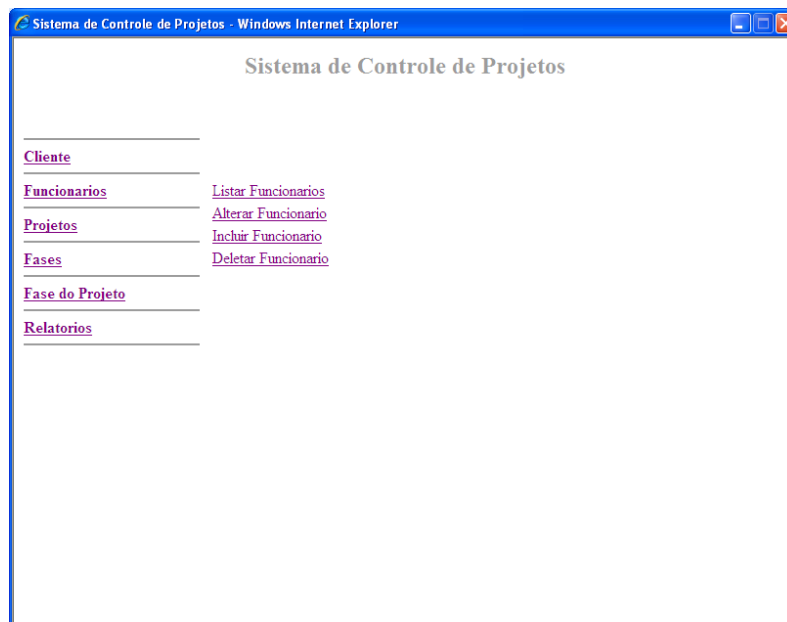 Sistema de Controle de Projetos - Windows Internet Explorer
Sistema de Controle de Projetos
Cliente
Funcionarios
Projetos
Fases
Fase do Projeto
Relatorios
Listar Funcionarios
Alterar Funcionario
Incluir Funcionario
Deletar Funcionario